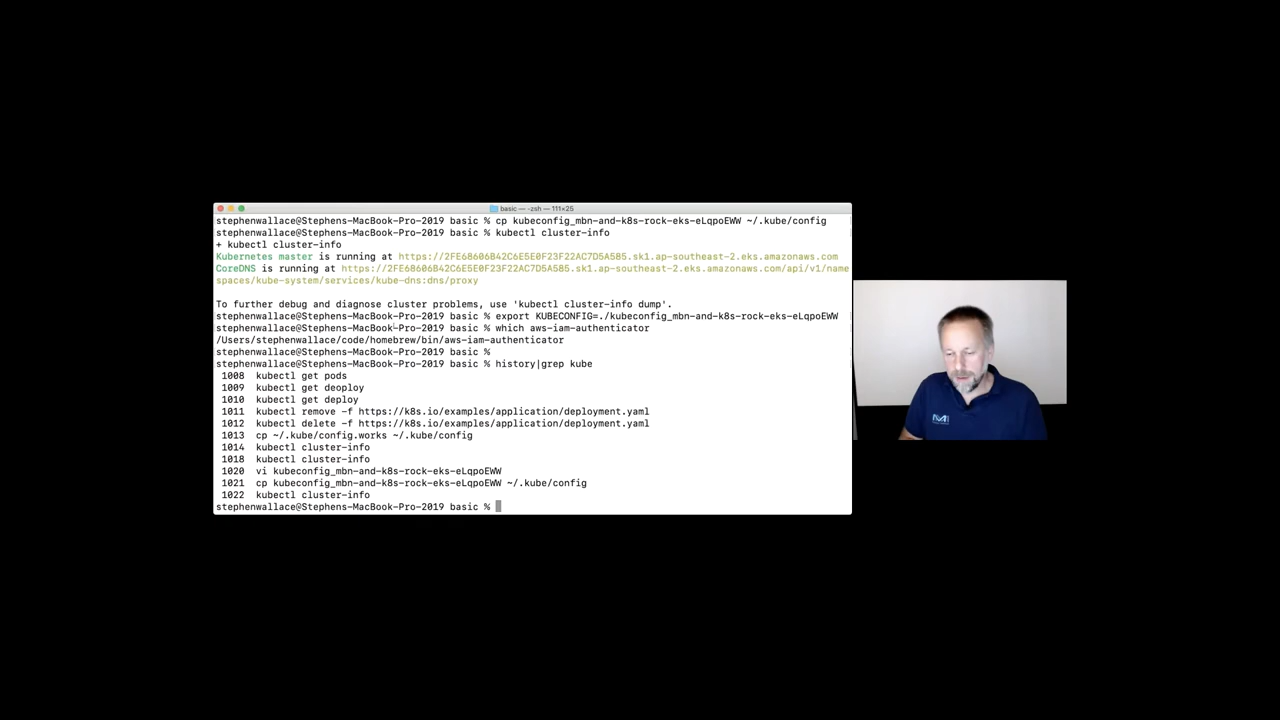 basic — -zsh — 111×25
stephenwallace@Stephens-MacBook-Pro-2019 basic % cp kubeconfig_mbn-and-k8s-rock-eks-eLqpoEWW ~/.kube/config
stephenwallace@Stephens-MacBook-Pro-2019 basic % kubectl cluster-info
+ kubectl cluster-info
Kubernetes master is running at https://2FE68606B42C6E5E0F23F22AC7D5A585.sk1.ap-southeast-2.eks.amazonaws.com
CoreDNS is running at https://2FE68606B42C6E5E0F23F22AC7D5A585.sk1.ap-southeast-2.eks.amazonaws.com/api/v1/name
spaces/kube-system/services/kube-dns:dns/proxy
To further debug and diagnose cluster problems, use 'kubectl cluster-info dump'.
stephenwallace@Stephens-MacBook-Pro-2019 basic % export KUBECONFIG=./kubeconfig_mbn-and-k8s-rock-eks-eLqpoEWW
stephenwallace@Stephens-MacBook-Pro-2019 basic % which aws-iam-authenticator
/Users/stephenwallace/code/homebrew/bin/aws-iam-authenticator
stephenwallace@Stephens-MacBook-Pro-2019 basic %
stephenwallace@Stephens-MacBook-Pro-2019 basic % history|grep kube
1008  kubectl get pods
1009  kubectl get deoploy
1010  kubectl get deploy
1011  kubectl remove -f https://k8s.io/examples/application/deployment.yaml
1012  kubectl delete -f https://k8s.io/examples/application/deployment.yaml
1013  cp ~/.kube/config.works ~/.kube/config
1014  kubectl cluster-info
1018  kubectl cluster-info
1020  vi kubeconfig_mbn-and-k8s-rock-eks-eLqpoEWW
1021  cp kubeconfig_mbn-and-k8s-rock-eks-eLqpoEWW ~/.kube/config
1022  kubectl cluster-info
stephenwallace@Stephens-MacBook-Pro-2019 basic %